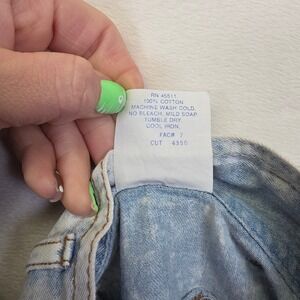 RN 45511
100% COTTON
MACHINE WASH COLD,
NO BLEACH, MILD SOAP
TUMBLE DRY
COOL IRON.
FAC# 7
CUT 4350